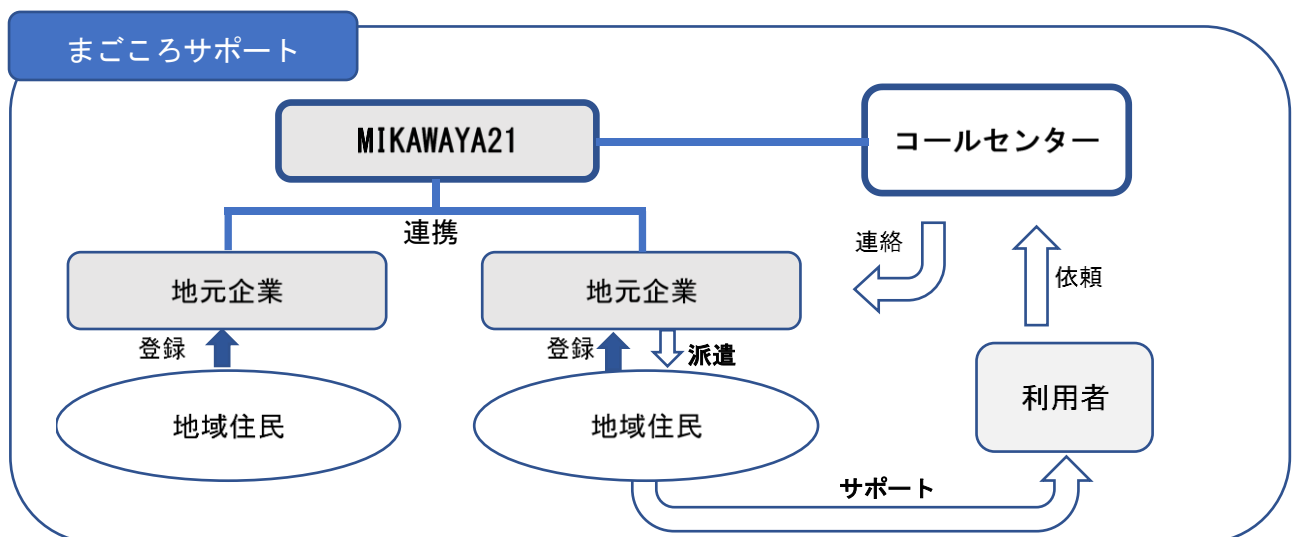 まごころサポート
MIKAWAYA21
コールセンター
連携
連絡
依頼
地元企業
地元企業
登録
登録
派遣
利用者
地域住民
地域住民
サポート